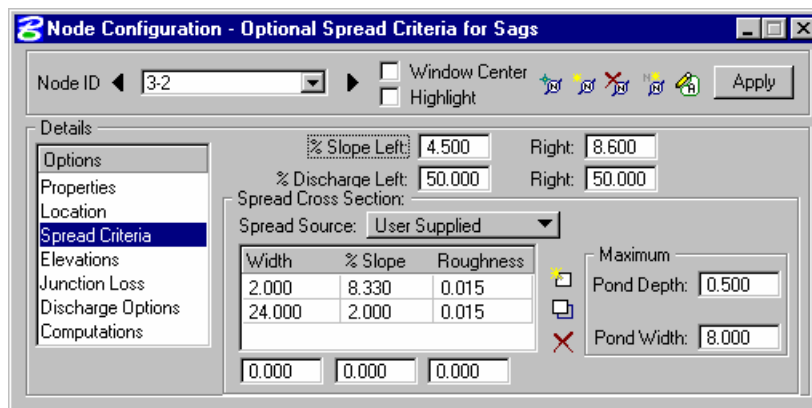 Node Configuration - Optional Spread Criteria for Sags
Node ID 3-2 Window Center Apply
Highlight
Details
Options
Properties
Location
Spread Criteria
Elevations
Junction Loss
Discharge Options
Computations
% Slope Left: 4.500 Right: 8.600
% Discharge Left: 50.000 Right: 50.000
Spread Cross Section:
Spread Source: User Supplied
Width % Slope Roughness
2.000 8.330 0.015
24.000 2.000 0.015
0.000 0.000 0.000
Maximum
Pond Depth: 0.500
Pond Width: 8.000